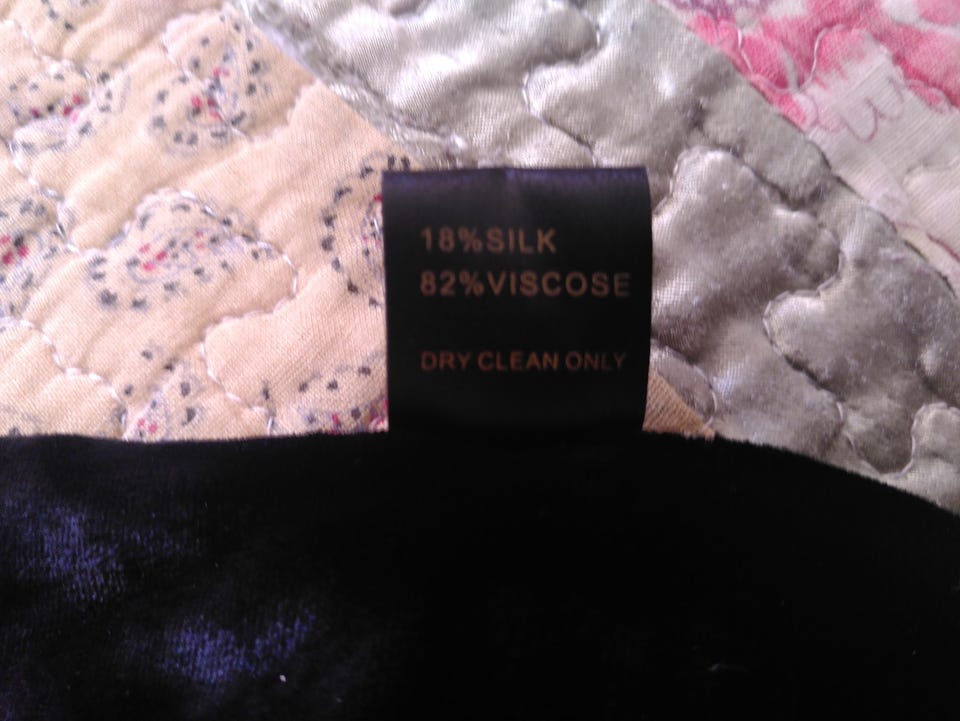 18%SILK
82%VISCOSE
DRY CLEAN ONLY